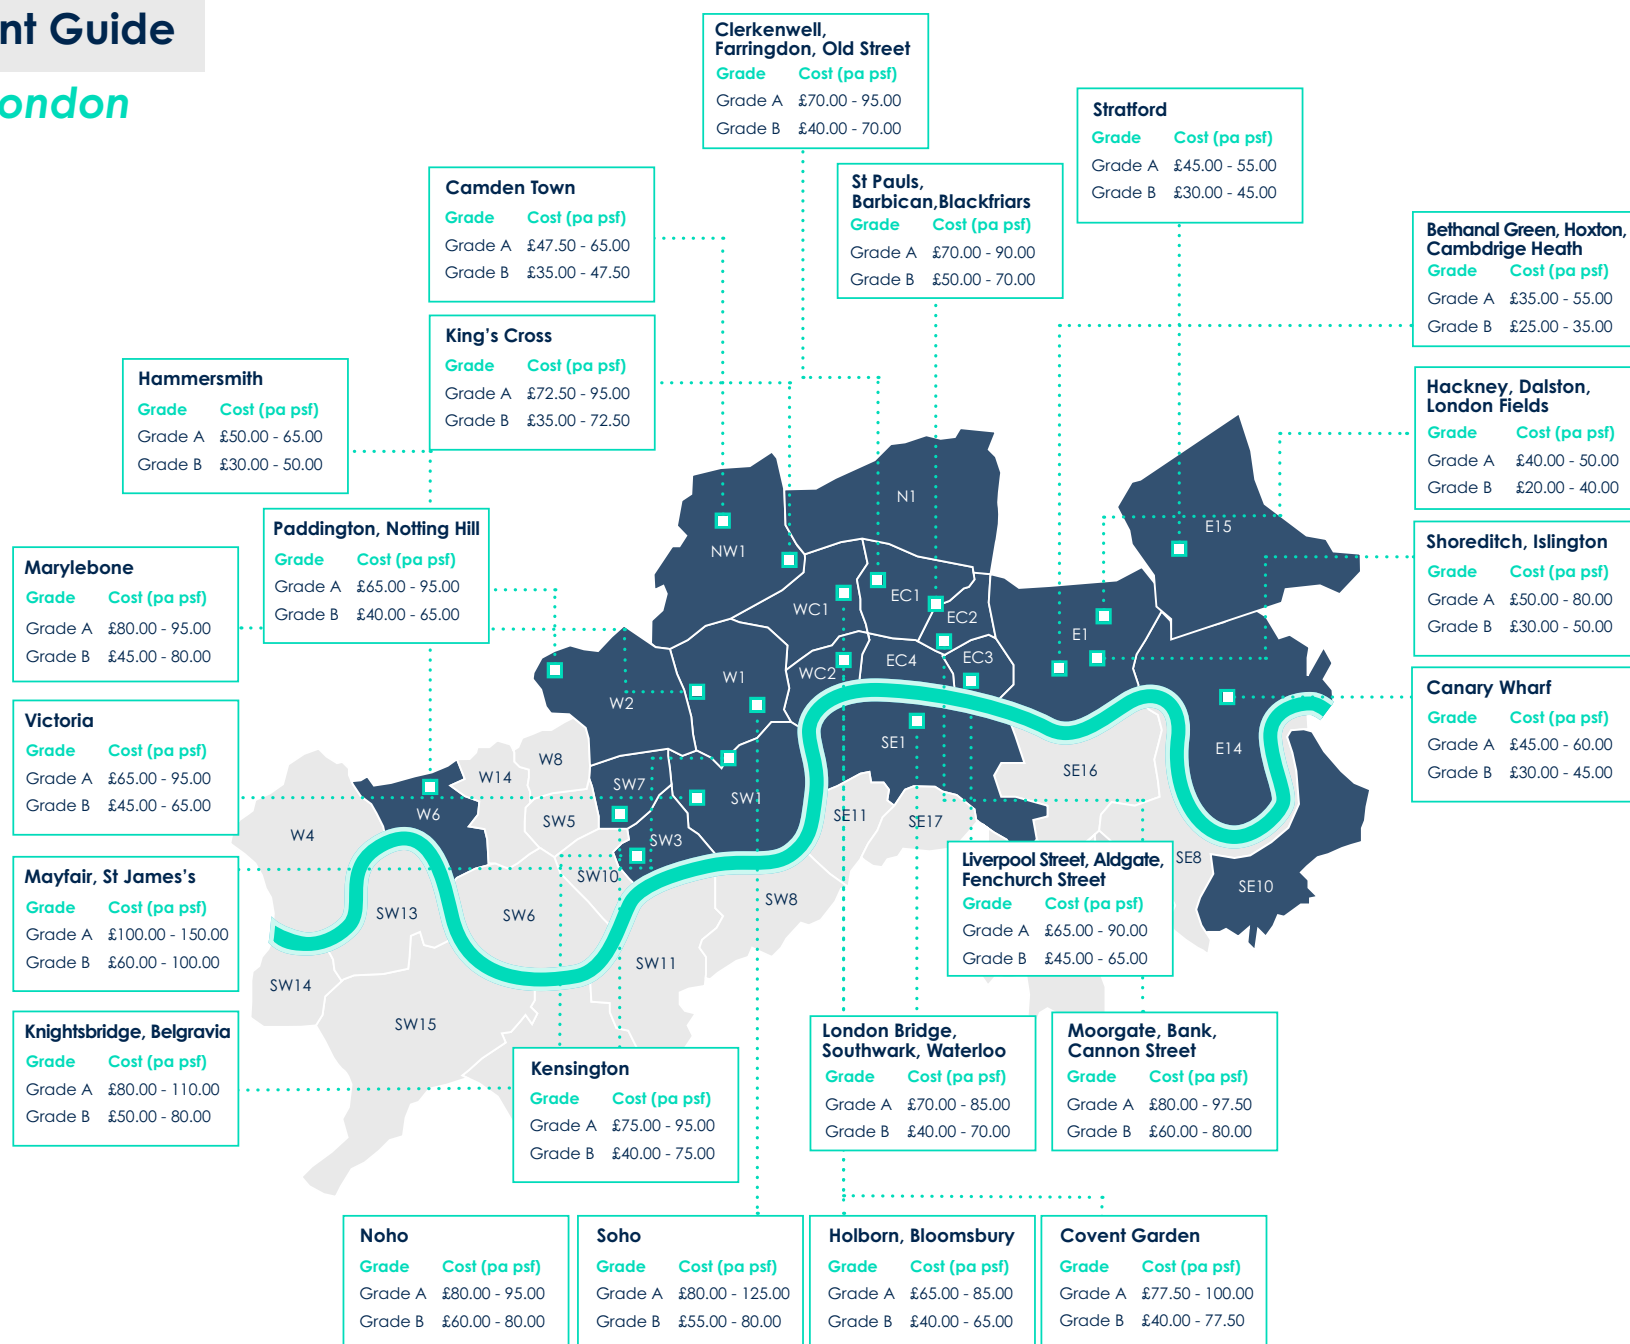 nt Guide
ondon
Clerkenwell,
Farringdon, Old Street
Grade Cost (pa psf)
Grade A £70.00 - 95.00
Grade B £40.00 - 70.00
Stratford
Grade Cost (pa psf)
Grade A £45.00 - 55.00
Grade B £30.00 - 45.00
Camden Town
Grade Cost (pa psf)
Grade A £47.50 - 65.00
Grade B £35.00 - 47.50
St Pauls,
Barbican,Blackfriars
Grade Cost (pa psf)
Grade A £70.00 - 90.00
Grade B £50.00 - 70.00
Bethanal Green, Hoxton,
Cambdrige Heath
Grade Cost (pa psf)
Grade A £35.00 - 55.00
Grade B £25.00 - 35.00
King’s Cross
Grade Cost (pa psf)
Grade A £72.50 - 95.00
Grade B £35.00 - 72.50
Hammersmith
Grade Cost (pa psf)
Grade A £50.00 - 65.00
Grade B £30.00 - 50.00
Hackney, Dalston,
London Fields
Grade Cost (pa psf)
Grade A £40.00 - 50.00
Grade B £20.00 - 40.00
Paddington, Notting Hill
Grade Cost (pa psf)
Grade A £65.00 - 95.00
Grade B £40.00 - 65.00
Marylebone
Grade Cost (pa psf)
Grade A £80.00 - 95.00
Grade B £45.00 - 80.00
Shoreditch, Islington
Grade Cost (pa psf)
Grade A £50.00 - 80.00
Grade B £30.00 - 50.00
Victoria
Grade Cost (pa psf)
Grade A £65.00 - 95.00
Grade B £45.00 - 65.00
Canary Wharf
Grade Cost (pa psf)
Grade A £45.00 - 60.00
Grade B £30.00 - 45.00
N1
E15
NW1
EC1
WC1
EC2
E1
EC3
EC4
WC2
W1
W2
SE1
E14
W8
SE16
W14
SW7
SW1
W6
SE11
SE17
SW5
W4
SW3
SE8
SW10
SE10
SW8
SW13
SW6
SW11
SW14
SW15
Mayfair, St James’s
Grade Cost (pa psf)
Grade A £100.00 - 150.00
Grade B £60.00 - 100.00
Liverpool Street, Aldgate,
Fenchurch Street
Grade Cost (pa psf)
Grade A £65.00 - 90.00
Grade B £45.00 - 65.00
Knightsbridge, Belgravia
Grade Cost (pa psf)
Grade A £80.00 - 110.00
Grade B £50.00 - 80.00
Kensington
Grade Cost (pa psf)
Grade A £75.00 - 95.00
Grade B £40.00 - 75.00
London Bridge,
Southwark, Waterloo
Grade Cost (pa psf)
Grade A £70.00 - 85.00
Grade B £40.00 - 70.00
Moorgate, Bank,
Cannon Street
Grade Cost (pa psf)
Grade A £80.00 - 97.50
Grade B £60.00 - 80.00
Noho
Grade Cost (pa psf)
Grade A £80.00 - 95.00
Grade B £60.00 - 80.00
Soho
Grade Cost (pa psf)
Grade A £80.00 - 125.00
Grade B £55.00 - 80.00
Holborn, Bloomsbury
Grade Cost (pa psf)
Grade A £65.00 - 85.00
Grade B £40.00 - 65.00
Covent Garden
Grade Cost (pa psf)
Grade A £77.50 - 100.00
Grade B £40.00 - 77.50